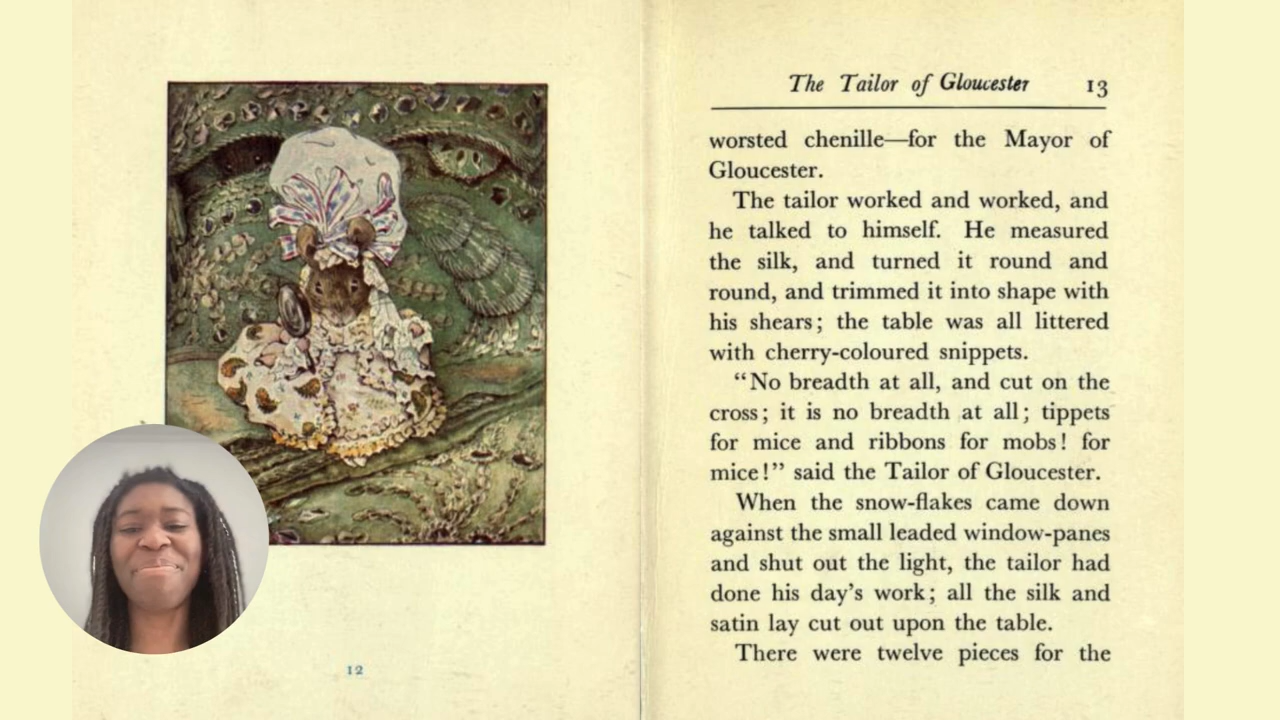 12
The Tailor of Gloucester 13
worsted chenille—for the Mayor of
Gloucester.
The tailor worked and worked, and
he talked to himself. He measured
the silk, and turned it round and
round, and trimmed it into shape with
his shears; the table was all littered
with cherry-coloured snippets.
“No breadth at all, and cut on the
cross; it is no breadth at all; tippets
for mice and ribbons for mobs! for
mice!” said the Tailor of Gloucester.
When the snow-flakes came down
against the small leaded window-panes
and shut out the light, the tailor had
done his day’s work; all the silk and
satin lay cut out upon the table.
There were twelve pieces for the